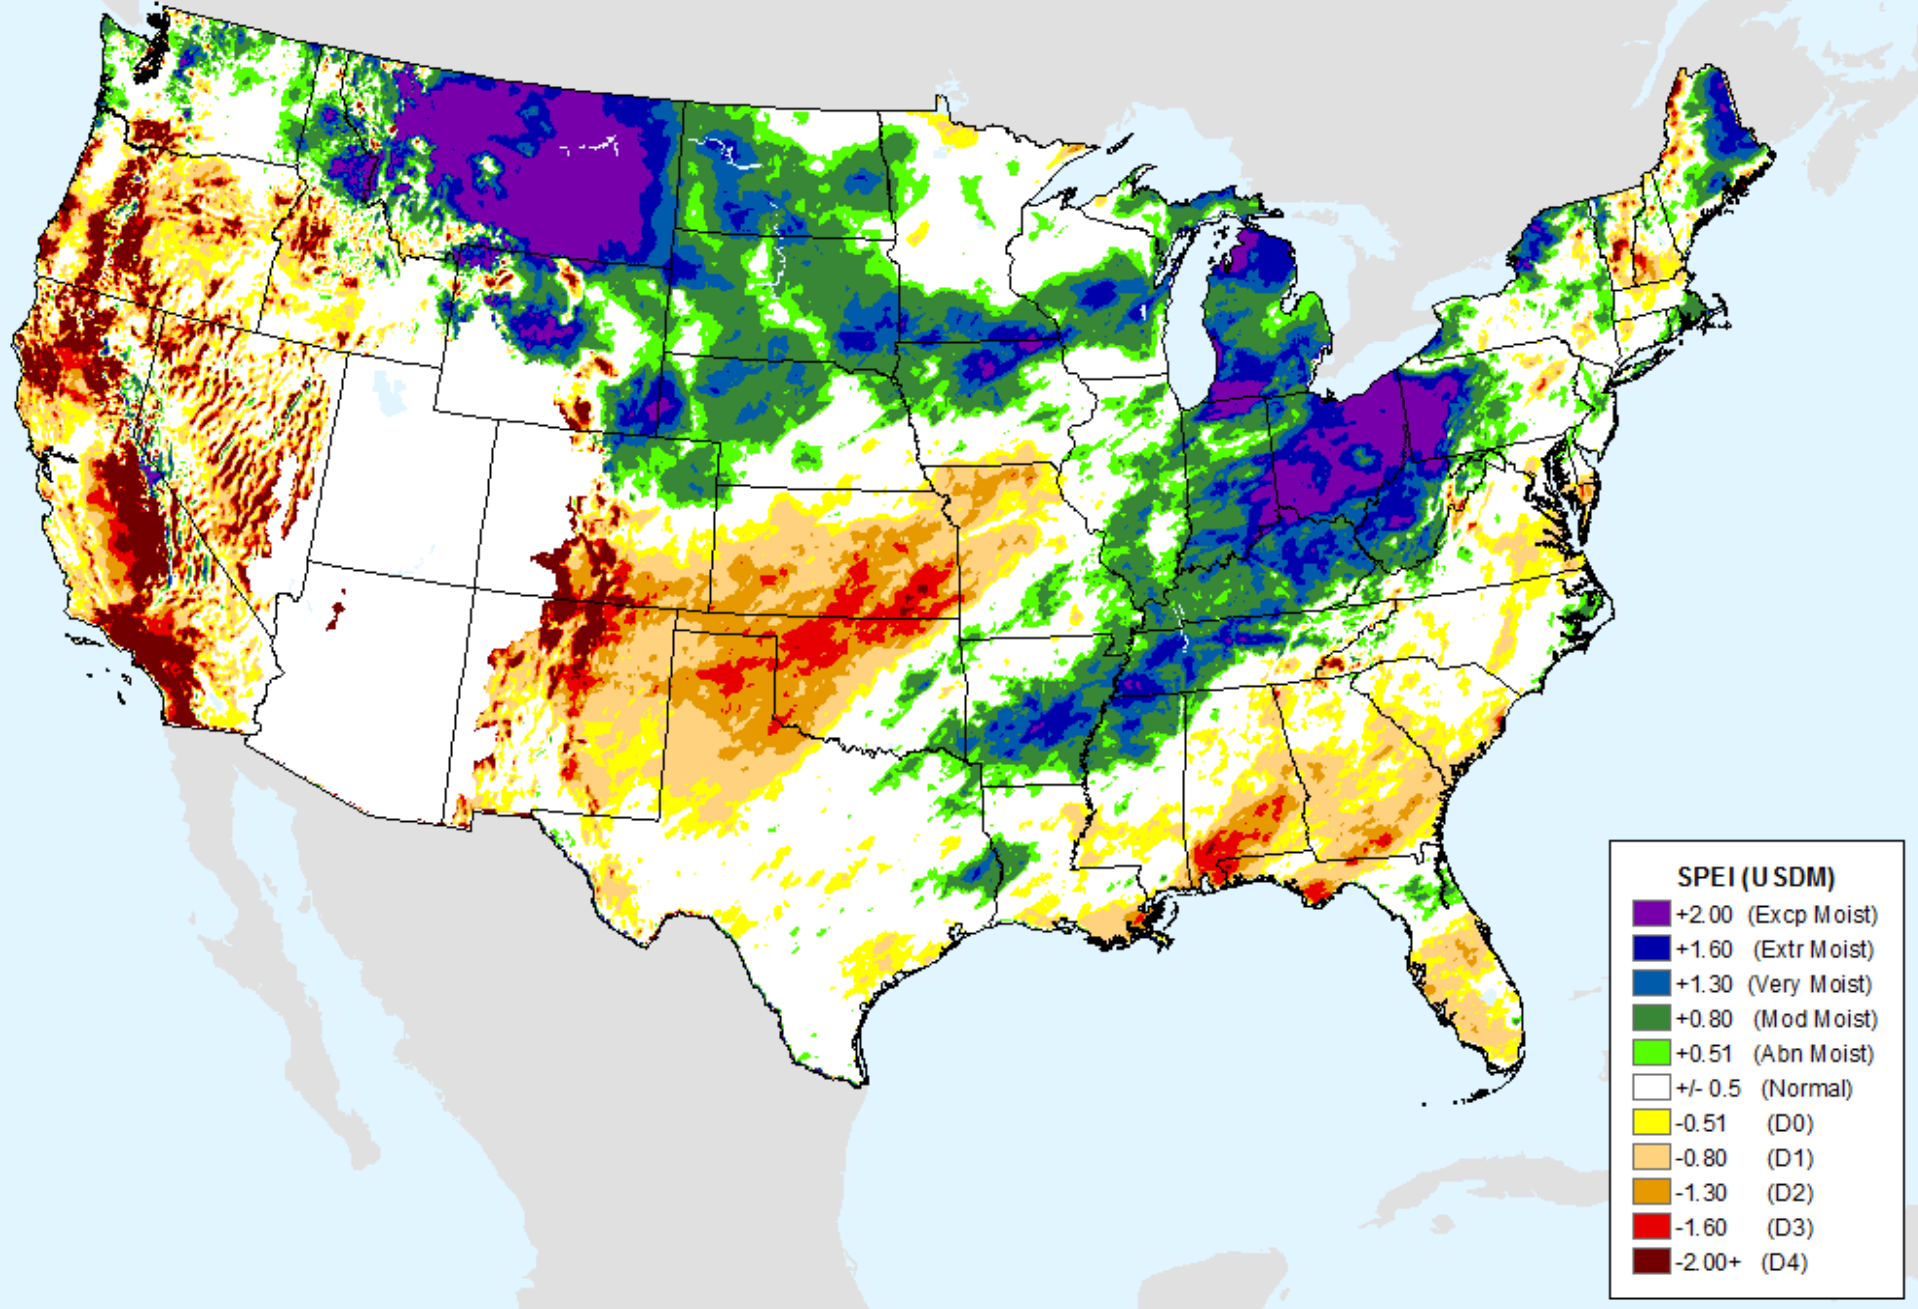 SPEI (USDM)
+2.00 (Excp Moist)
+1.60 (Extr Moist)
+1.30 (Very Moist)
+0.80 (Mod Moist)
+0.51 (Abn Moist)
+/- 0.5 (Normal)
-0.51 (D0)
-0.80 (D1)
-1.30 (D2)
-1.60 (D3)
-2.00+ (D4)